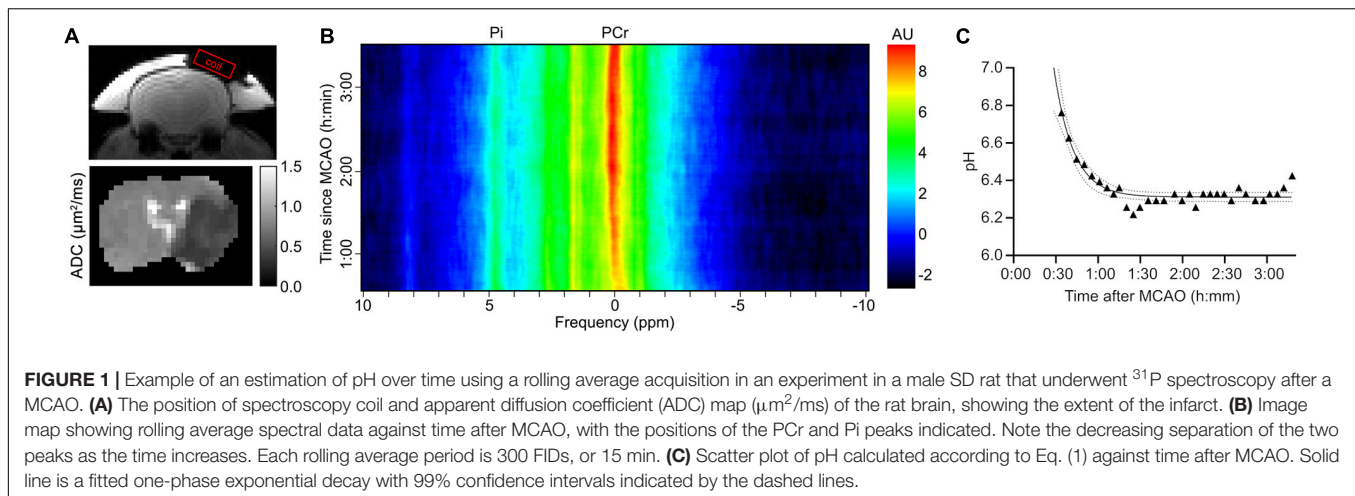 A
coil
ADC (µm²/ms)
1.5
1.0
0.5
0.0
B
Pi
PCr
Time since MCAO (h:min)
3:00
2:00
1:00
10
5
0
-5
-10
Frequency (ppm)
AU
8
6
4
2
0
-2
C
pH
7.0
6.8
6.6
6.4
6.2
6.0
0:00 0:30 1:00 1:30 2:00 2:30 3:00
Time after MCAO (h:mm)
FIGURE 1 | Example of an estimation of pH over time using a rolling average acquisition in an experiment in a male SD rat that underwent ³¹P spectroscopy after a
MCAO. (A) The position of spectroscopy coil and apparent diffusion coefficient (ADC) map (µm²/ms) of the rat brain, showing the extent of the infarct. (B) Image
map showing rolling average spectral data against time after MCAO, with the positions of the PCr and Pi peaks indicated. Note the decreasing separation of the two
peaks as the time increases. Each rolling average period is 300 FIDs, or 15 min. (C) Scatter plot of pH calculated according to Eq. (1) against time after MCAO. Solid
line is a fitted one-phase exponential decay with 99% confidence intervals indicated by the dashed lines.